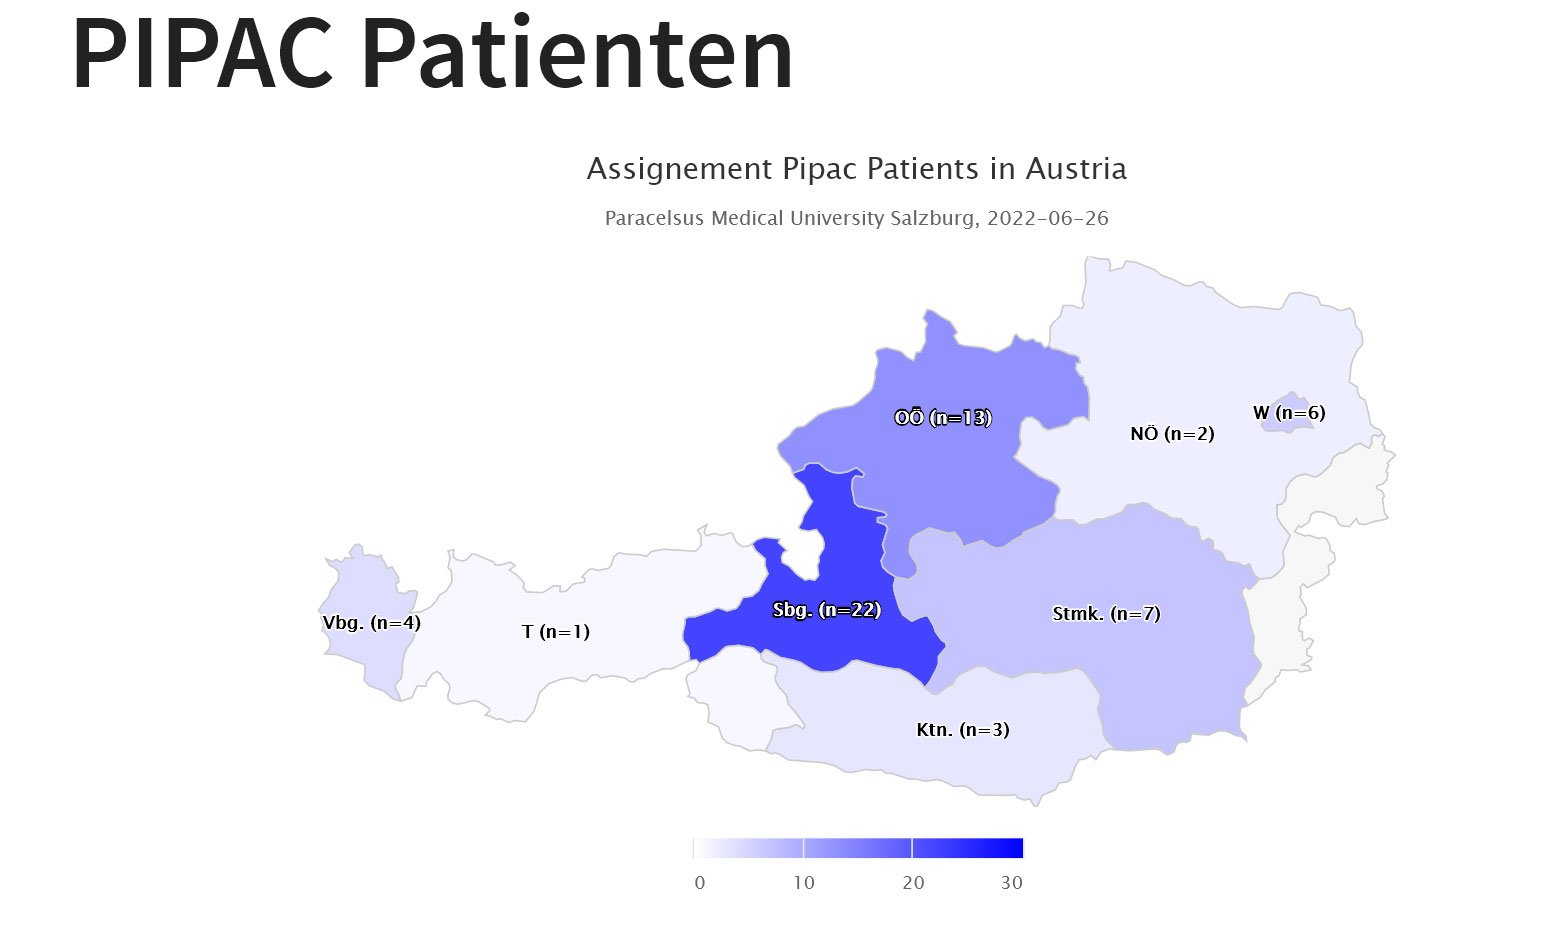 PIPAC Patienten
Assignement Pipac Patients in Austria
Paracelsus Medical University Salzburg, 2022-06-26
W (n=6)
OÖ (n=13)
NÖ (n=2)
Sbg. (n=22)
Stmk. (n=7)
Vbg. (n=4)
T (n=1)
Ktn. (n=3)
0 10 20 30